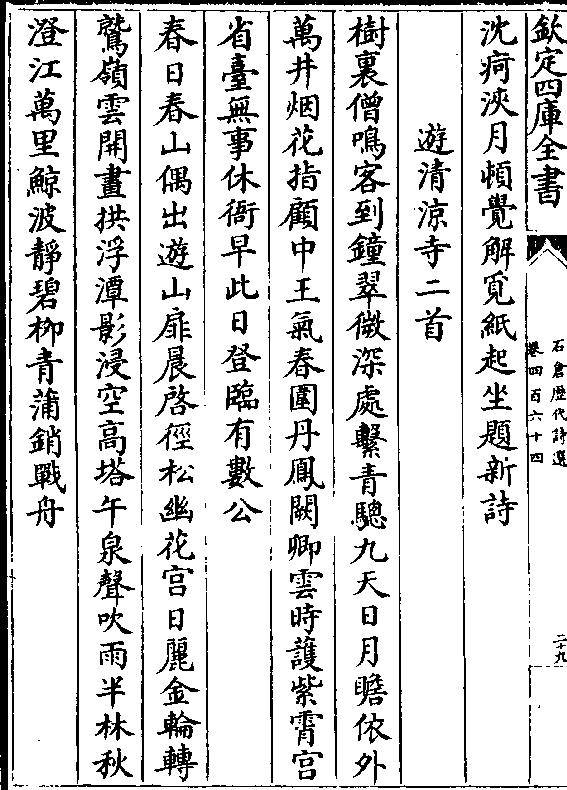 欽定四庫全書
石倉歷代詩選
卷四百六十四
二十九
沈疴浹月頓覺解覓紙起坐題新詩
遊清涼寺二首
樹裏僧鳴客到鐘翠微深處繫青驄九天日月瞻依外
萬井烟花指顧中王氣春圍丹鳳闕卿雲時護紫霄宮
省臺無事休衙早此日登臨有數公
春日春山偶出遊山扉晨啓徑松幽花宮日麗金輪轉
鷲嶺雲開畫拱浮潭影浸空高塔午泉聲吹雨半林秋
澄江萬里鯨波靜碧柳青蒲銷戰舟